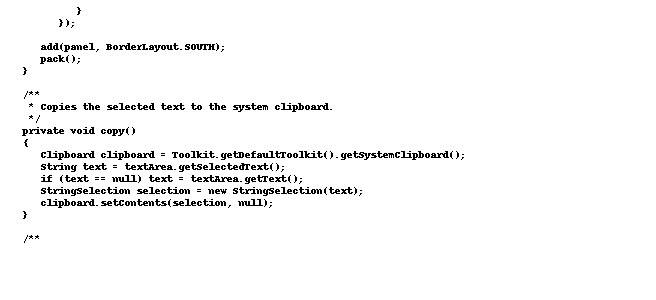 }
});
add(panel, BorderLayout.SOUTH);
pack();
}
/**
* Copies the selected text to the system clipboard.
*/
private void copy()
{
Clipboard clipboard = Toolkit.getDefaultToolkit().getSystemClipboard();
String text = textArea.getSelectedText();
if (text == null) text = textArea.getText();
StringSelection selection = new StringSelection(text);
clipboard.setContents(selection, null);
}
/**